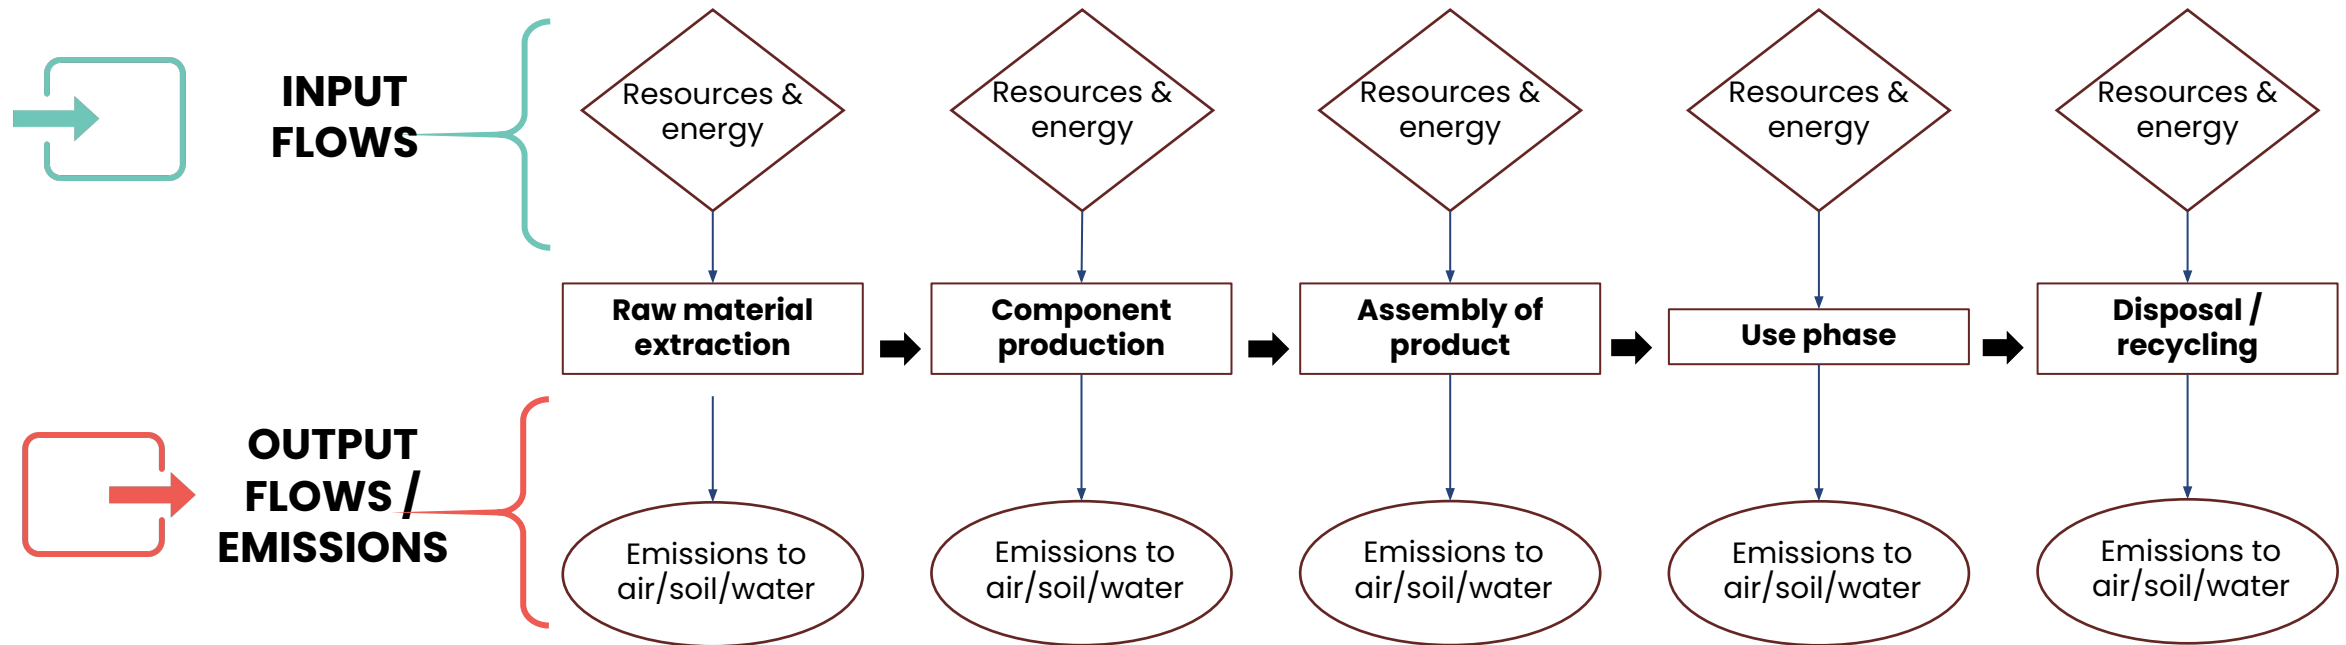 INPUT
FLOWS
Resources &
energy
Resources &
energy
Resources &
energy
Resources &
energy
Resources &
energy
Raw material
extraction
Component
production
Assembly of
product
Use phase
Disposal /
recycling
OUTPUT
FLOWS /
EMISSIONS
Emissions to
air/soil/water
Emissions to
air/soil/water
Emissions to
air/soil/water
Emissions to
air/soil/water
Emissions to
air/soil/water